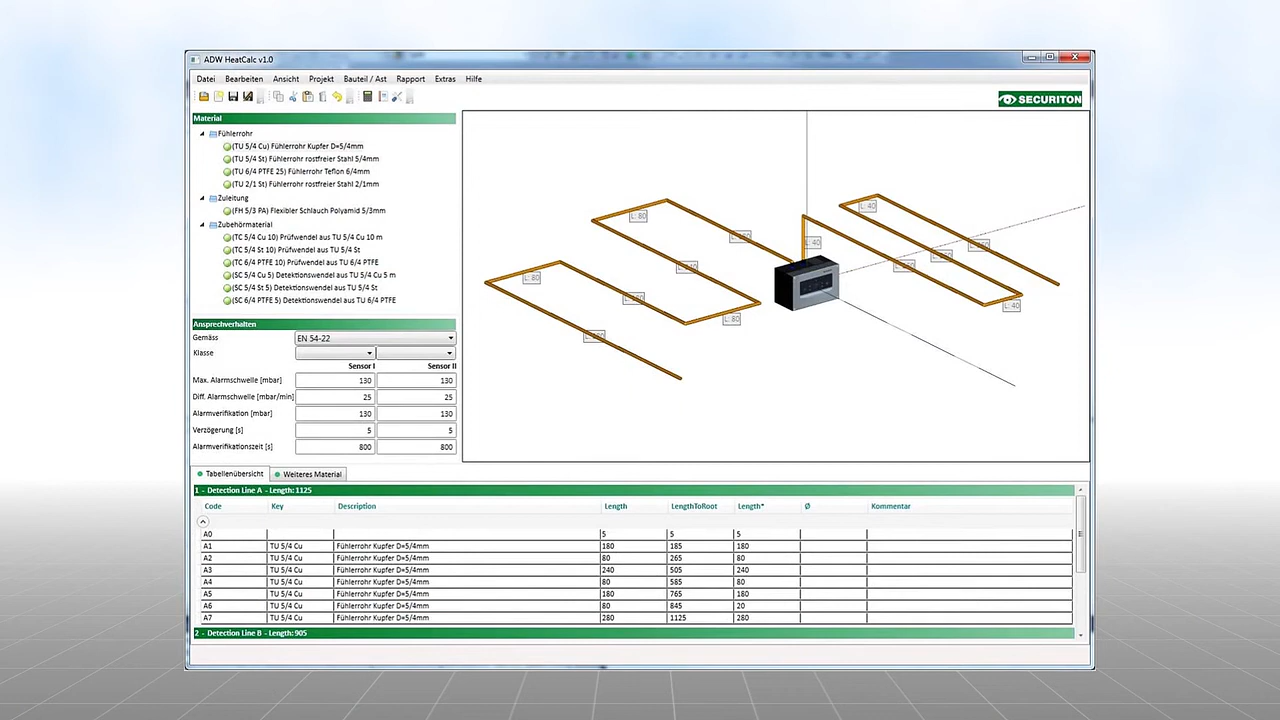 ADW HeatCalc v1.0
Datei Bearbeiten Ansicht Projekt Bauteil / Ast Rapport Extras Hilfe
SECURITON
Material
Fühlerrohr
(TU 5/4 Cu) Fühlerrohr Kupfer D=5/4mm
(TU 5/4 St) Fühlerrohr rostfreier Stahl 5/4mm
(TU 6/4 PTFE 25) Fühlerrohr Teflon 6/4mm
(TU 2/1 St) Fühlerrohr rostfreier Stahl 2/1mm
Zuleitung
(FH 5/3 PA) Flexibler Schlauch Polyamid 5/3mm
Zubehörmaterial
(TC 5/4 Cu 10) Prüfwendel aus TU 5/4 Cu 10 m
(TC 5/4 St 10) Prüfwendel aus TU 5/4 St
(TC 6/4 PTFE 10) Prüfwendel aus TU 6/4 PTFE
(SC 5/4 Cu 5) Detektionswendel aus TU 5/4 Cu 5 m
(SC 5/4 St 5) Detektionswendel aus TU 5/4 St
(SC 6/4 PTFE 5) Detektionswendel aus TU 6/4 PTFE
L: 80
L: 80
L: 80
L: 40
L: 40
L: 40
Ansprechverhalten
Gemäss EN 54-22
Klasse
Sensor I Sensor II
Max. Alarmschwelle [mbar] 130 130
Diff. Alarmschwelle [mbar/min] 25 25
Alarmverifikation [mbar] 130 130
Verzögerung [s] 5 5
Alarmverifikationszeit [s] 800 800
Tabellenübersicht Weiteres Material
1 - Detection Line A - Length: 1125
Code Key Description Length LengthToRoot Length* Ø Kommentar
A0 5 5 5
A1 TU 5/4 Cu Fühlerrohr Kupfer D=5/4mm 180 185 180
A2 TU 5/4 Cu Fühlerrohr Kupfer D=5/4mm 80 265 80
A3 TU 5/4 Cu Fühlerrohr Kupfer D=5/4mm 240 505 240
A4 TU 5/4 Cu Fühlerrohr Kupfer D=5/4mm 80 585 80
A5 TU 5/4 Cu Fühlerrohr Kupfer D=5/4mm 180 765 180
A6 TU 5/4 Cu Fühlerrohr Kupfer D=5/4mm 80 845 20
A7 TU 5/4 Cu Fühlerrohr Kupfer D=5/4mm 280 1125 280
2 - Detection Line B - Length: 905